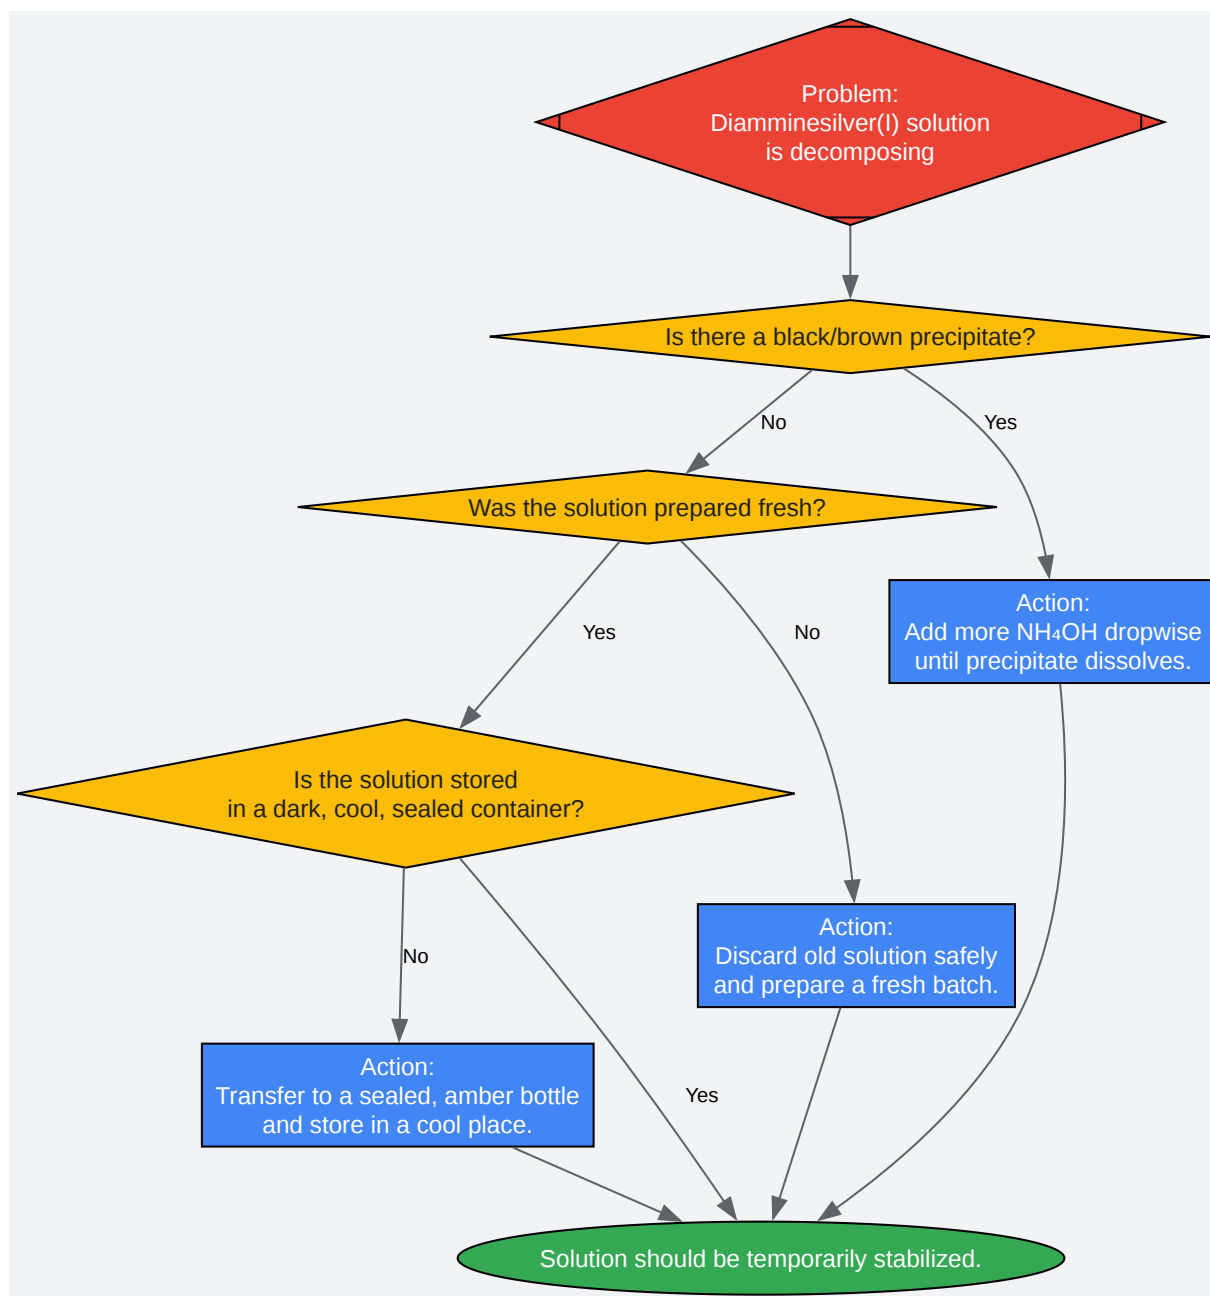 Problem:
Diamminesilver(I) solution
is decomposing
Is there a black/brown precipitate?
No
Yes
Was the solution prepared fresh?
Action:
Add more NH₄OH dropwise
until precipitate dissolves.
Yes
No
Is the solution stored
in a dark, cool, sealed container?
Action:
Discard old solution safely
and prepare a fresh batch.
No
Action:
Transfer to a sealed, amber bottle
and store in a cool place.
Yes
Solution should be temporarily stabilized.